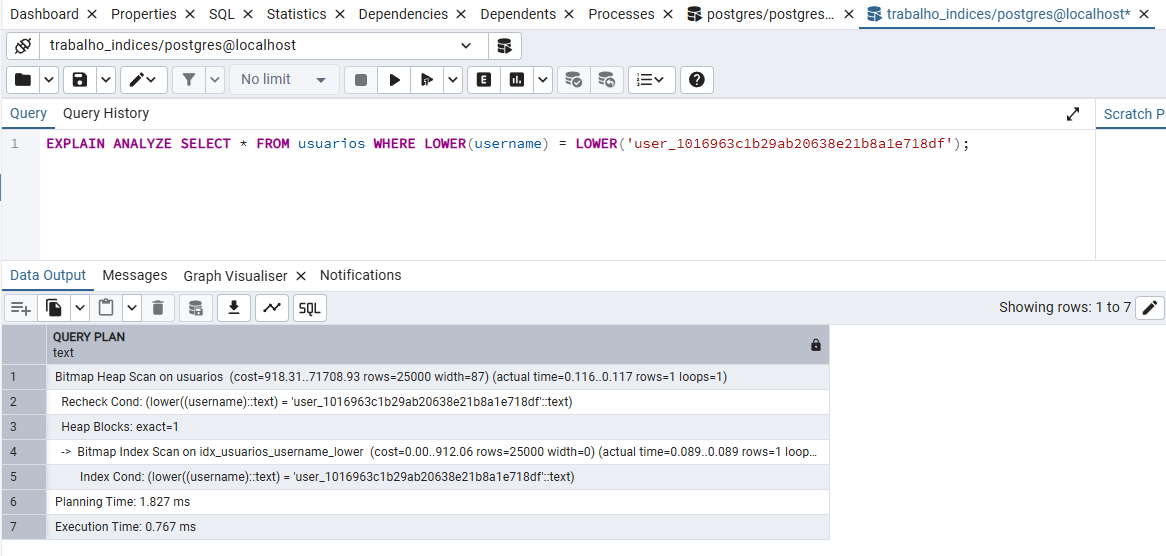 Dashboard Properties SQL Statistics Dependencies Dependents Processes postgres/postgres... trabalho_indices/postgres@localhost*
trabalho_indices/postgres@localhost
No limit
E
Query Query History Scratch P
1 EXPLAIN ANALYZE SELECT * FROM usuarios WHERE LOWER(username) = LOWER('user_1016963c1b29ab20638e21b8a1e718df');
Data Output Messages Graph Visualiser Notifications
SQL Showing rows: 1 to 7
QUERY PLAN
text
1 Bitmap Heap Scan on usuarios (cost=918.31..71708.93 rows=25000 width=87) (actual time=0.116..0.117 rows=1 loops=1)
2 Recheck Cond: (lower((username)::text) = 'user_1016963c1b29ab20638e21b8a1e718df'::text)
3 Heap Blocks: exact=1
4 -> Bitmap Index Scan on idx_usuarios_username_lower (cost=0.00..912.06 rows=25000 width=0) (actual time=0.089..0.089 rows=1 loop...
5 Index Cond: (lower((username)::text) = 'user_1016963c1b29ab20638e21b8a1e718df'::text)
6 Planning Time: 1.827 ms
7 Execution Time: 0.767 ms